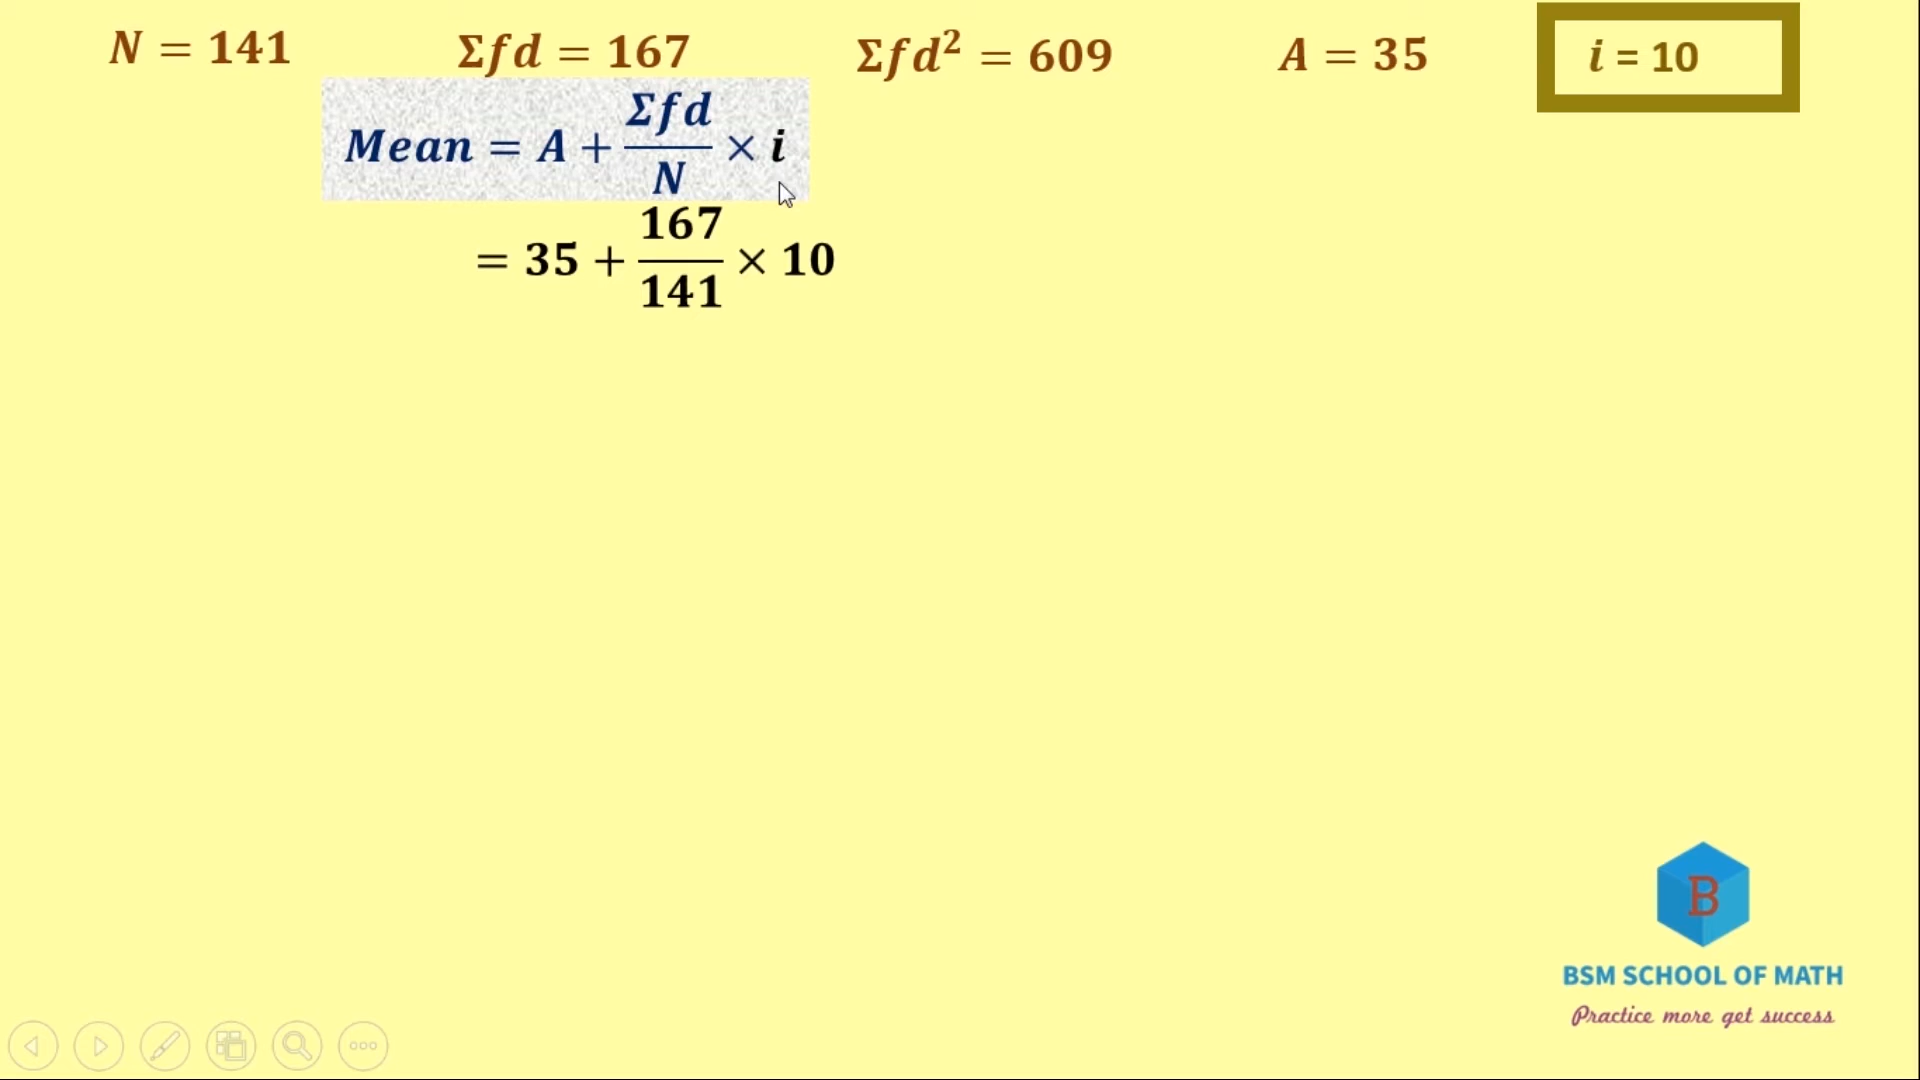 N = 141 Σfd = 167 Σfd² = 609 A = 35 i = 10
Mean = A + Σfd/N × i
= 35 + 167/141 × 10
B
BSM SCHOOL OF MATH
Practice more get success